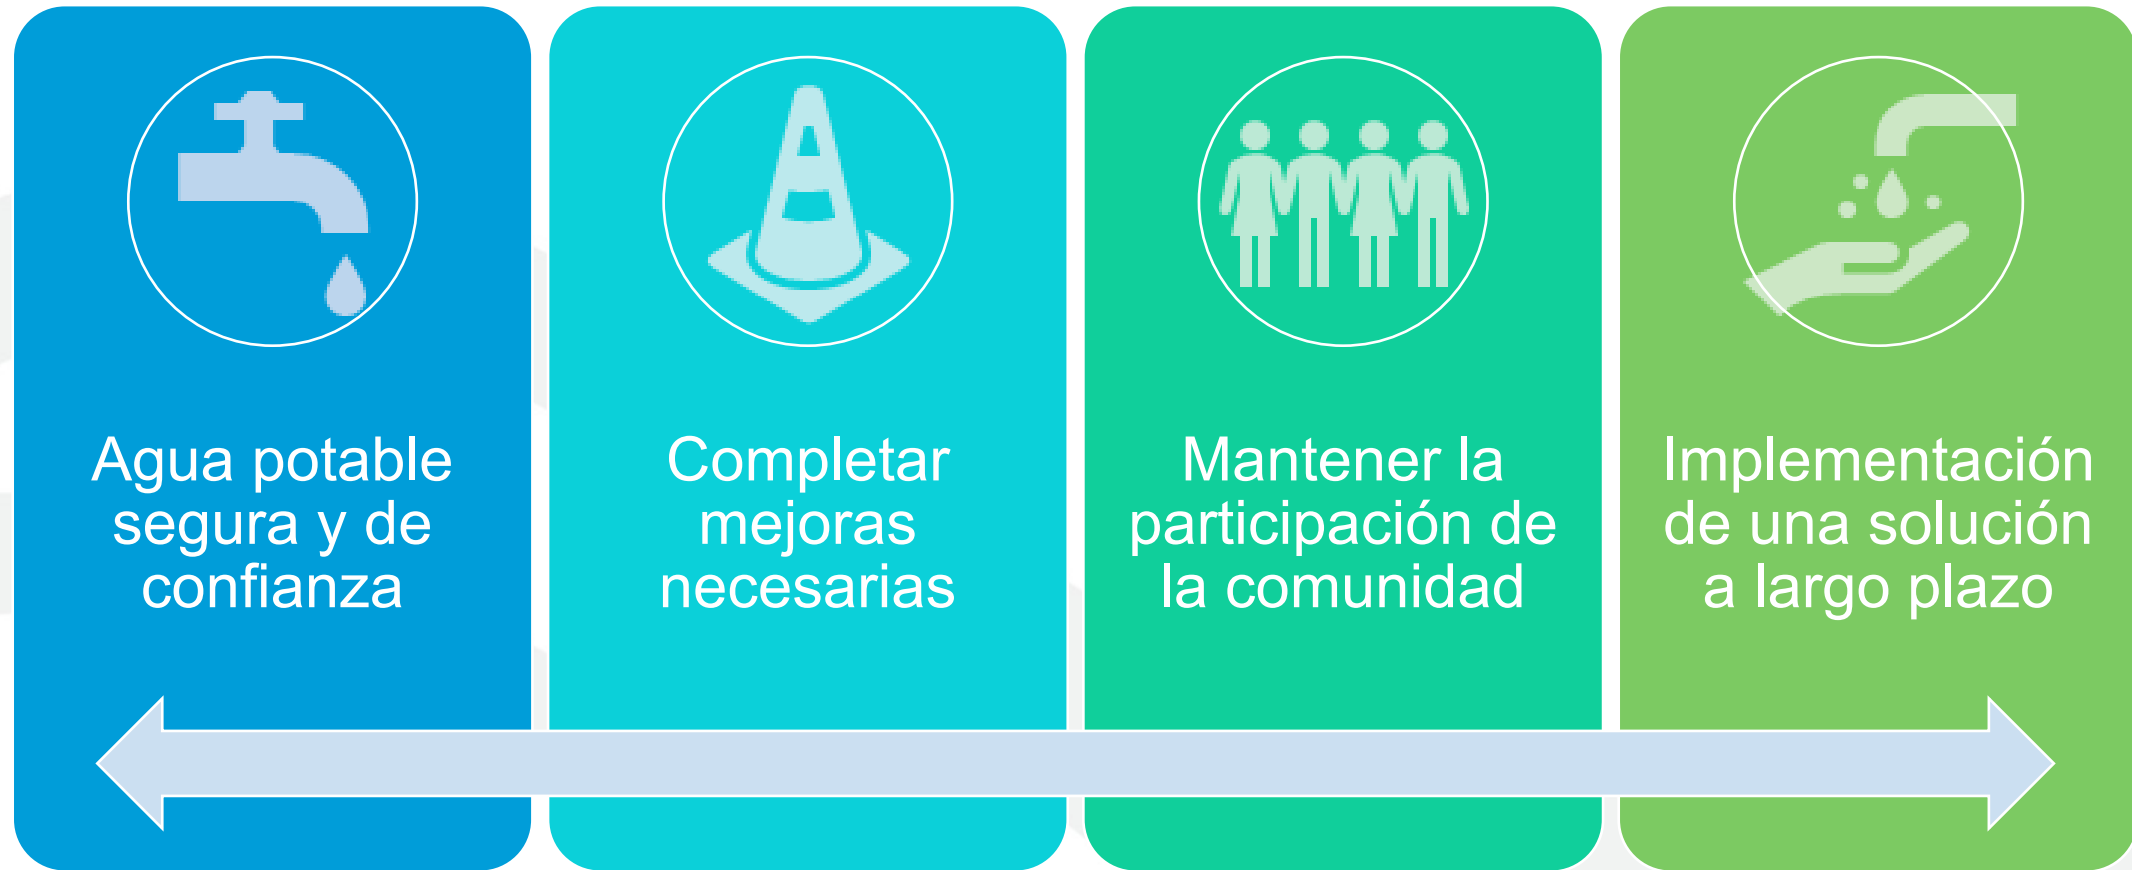 Agua potable
segura y de
confianza
Completar
mejoras
necesarias
Mantener la
participación de
la comunidad
Implementación
de una solución
a largo plazo